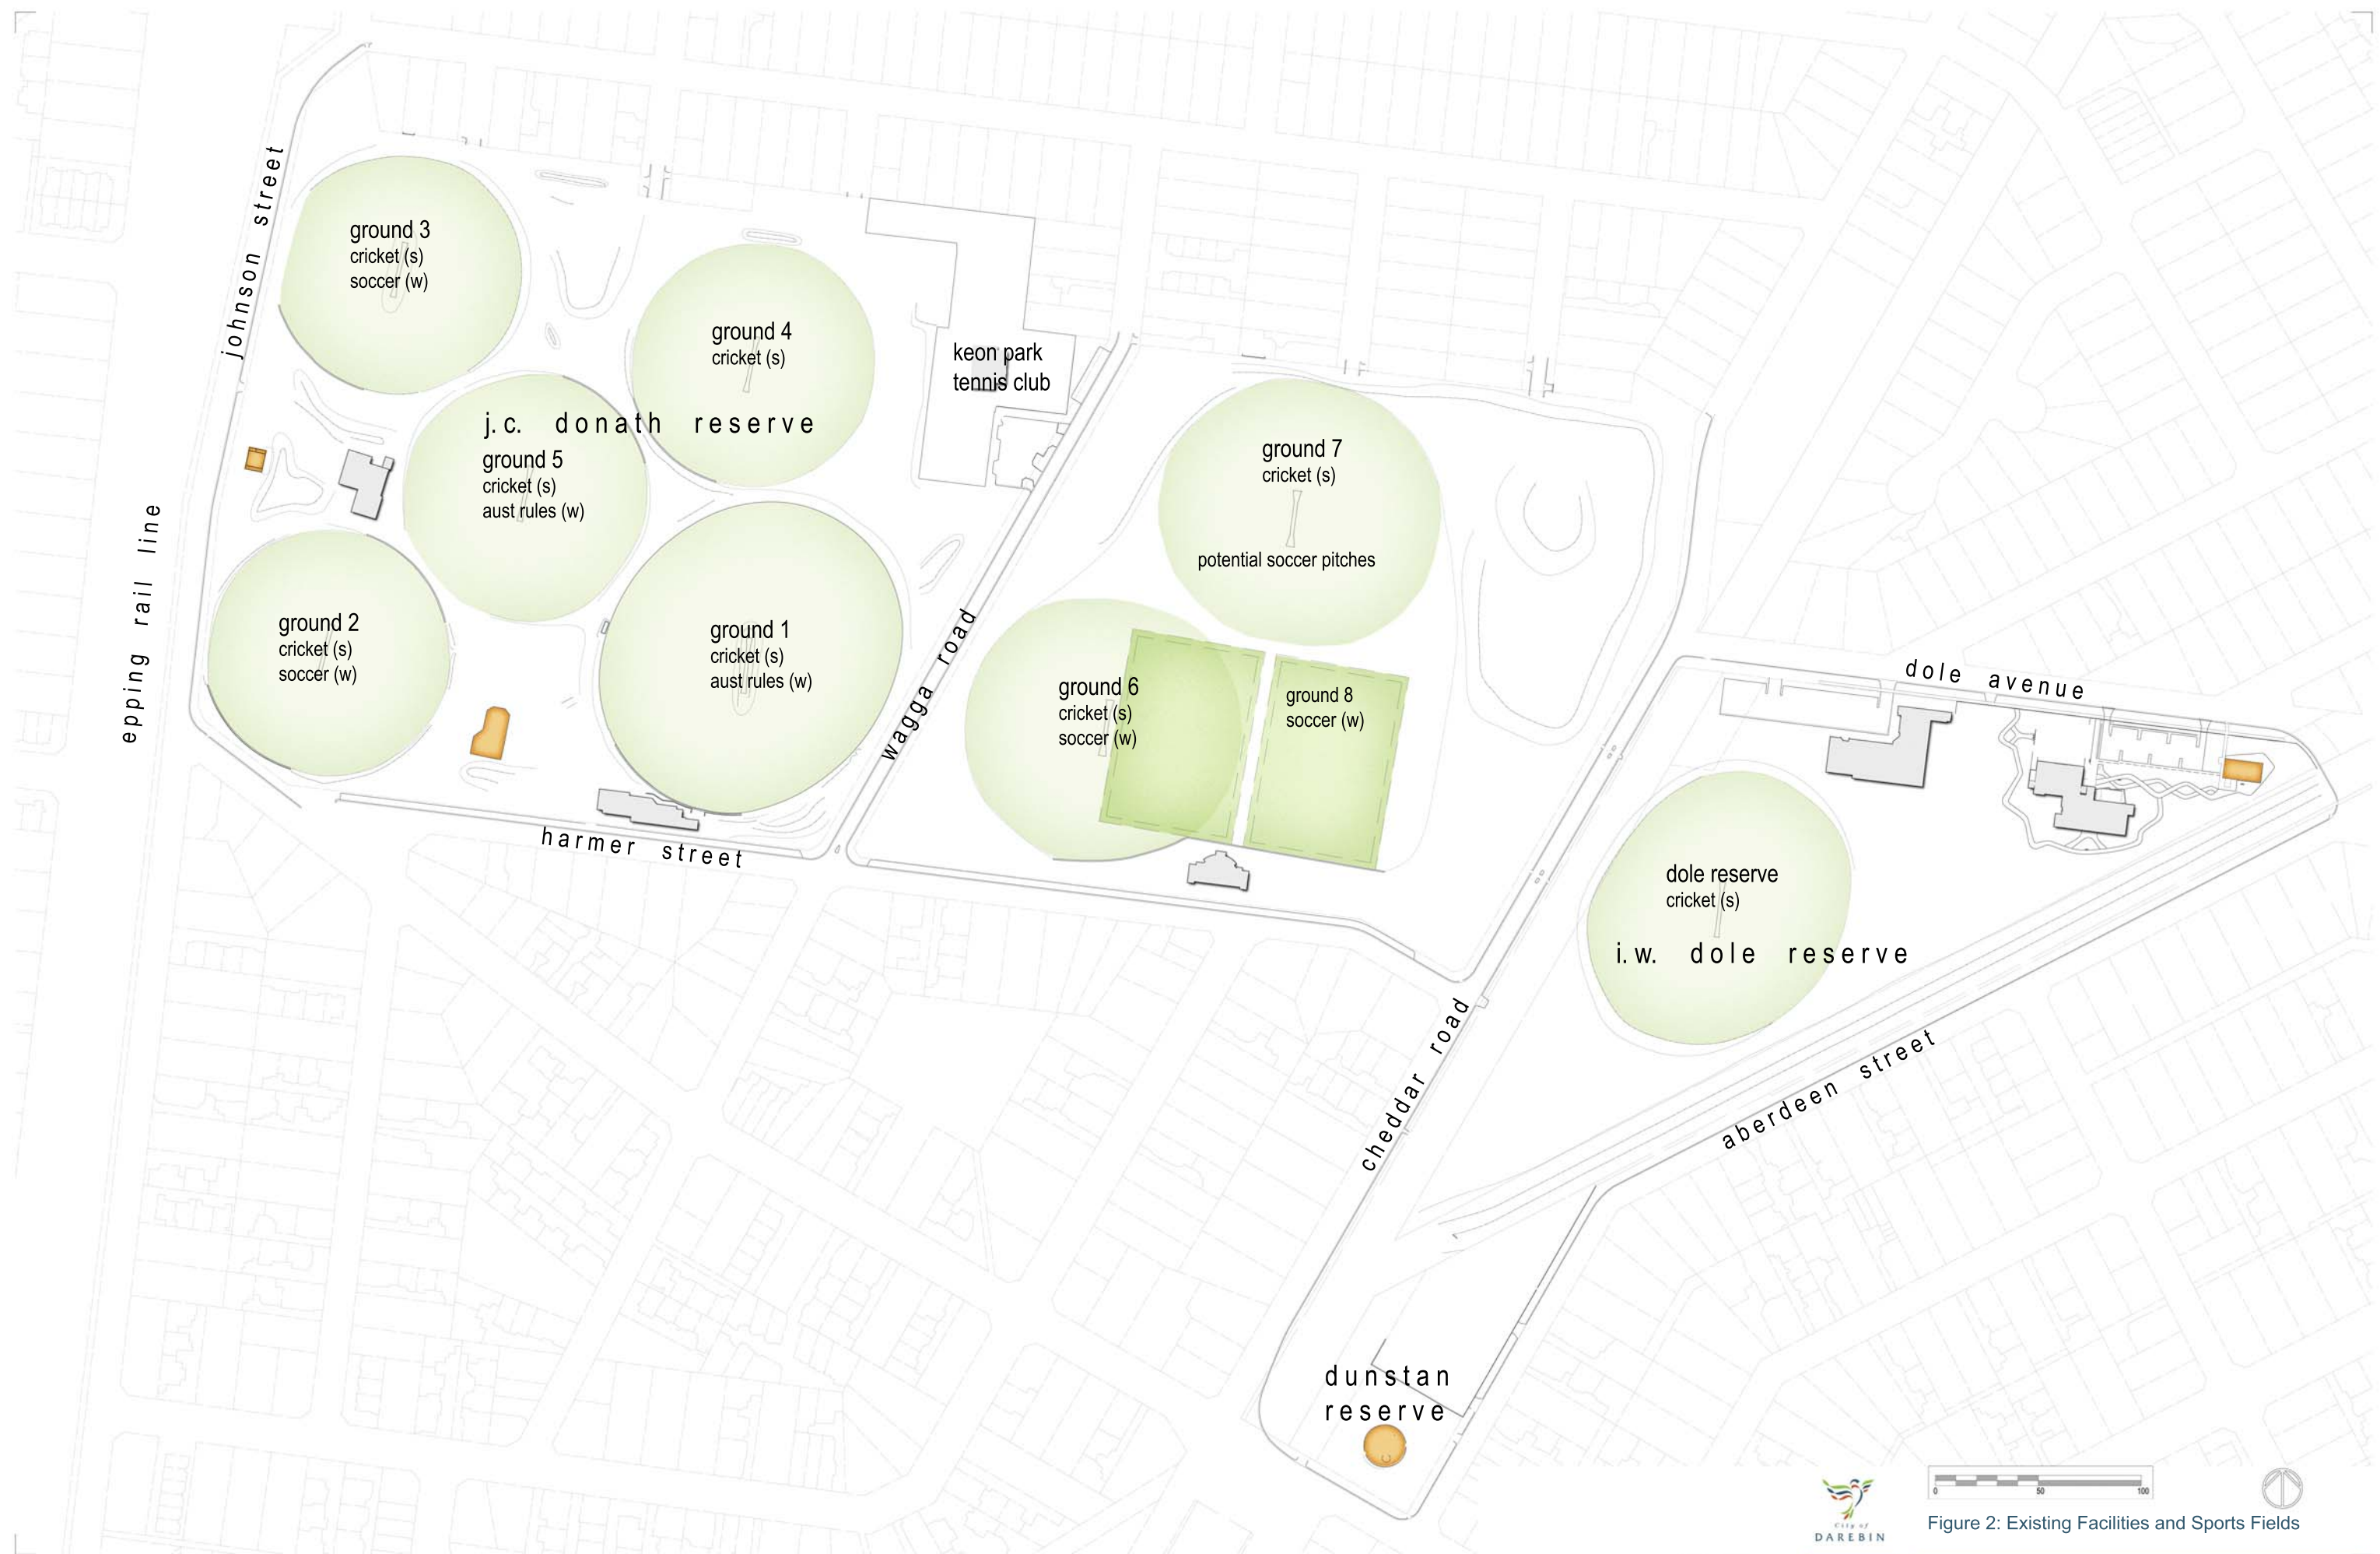 johnson street
ground 3
cricket (s)
soccer (w)
ground 4
cricket (s)
keon park
tennis club
j.c. donath reserve
ground 5
cricket (s)
aust rules (w)
ground 7
cricket (s)
potential soccer pitches
epping rail line
ground 2
cricket (s)
soccer (w)
ground 1
cricket (s)
aust rules (w)
wagga road
ground 6
cricket (s)
soccer (w)
ground 8
soccer (w)
dole avenue
harmer street
dole reserve
cricket (s)
i.w. dole reserve
cheddar road
aberdeen street
dunstan
reserve
City of
DAREBIN
0 50 100
Figure 2: Existing Facilities and Sports Fields